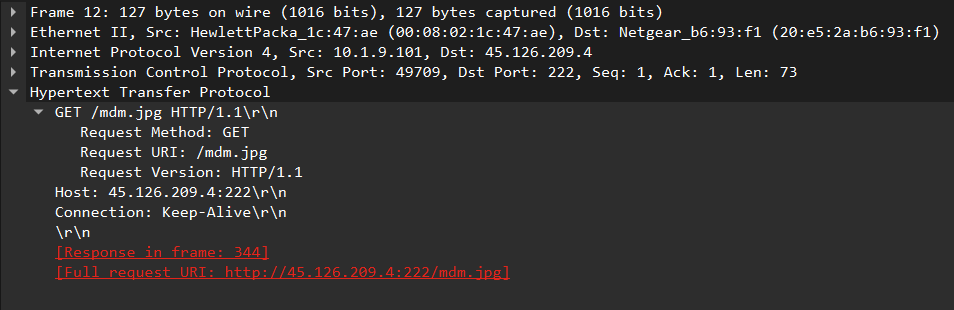 Frame 12: 127 bytes on wire (1016 bits), 127 bytes captured (1016 bits)
Ethernet II, Src: HewlettPacka_1c:47:ae (00:08:02:1c:47:ae), Dst: Netgear_b6:93:f1 (20:e5:2a:b6:93:f1)
Internet Protocol Version 4, Src: 10.1.9.101, Dst: 45.126.209.4
Transmission Control Protocol, Src Port: 49709, Dst Port: 222, Seq: 1, Ack: 1, Len: 73
Hypertext Transfer Protocol
GET /mdm.jpg HTTP/1.1\r\n
Request Method: GET
Request URI: /mdm.jpg
Request Version: HTTP/1.1
Host: 45.126.209.4:222\r\n
Connection: Keep-Alive\r\n
\r\n
[Response in frame: 344]
[Full request URI: http://45.126.209.4:222/mdm.jpg]